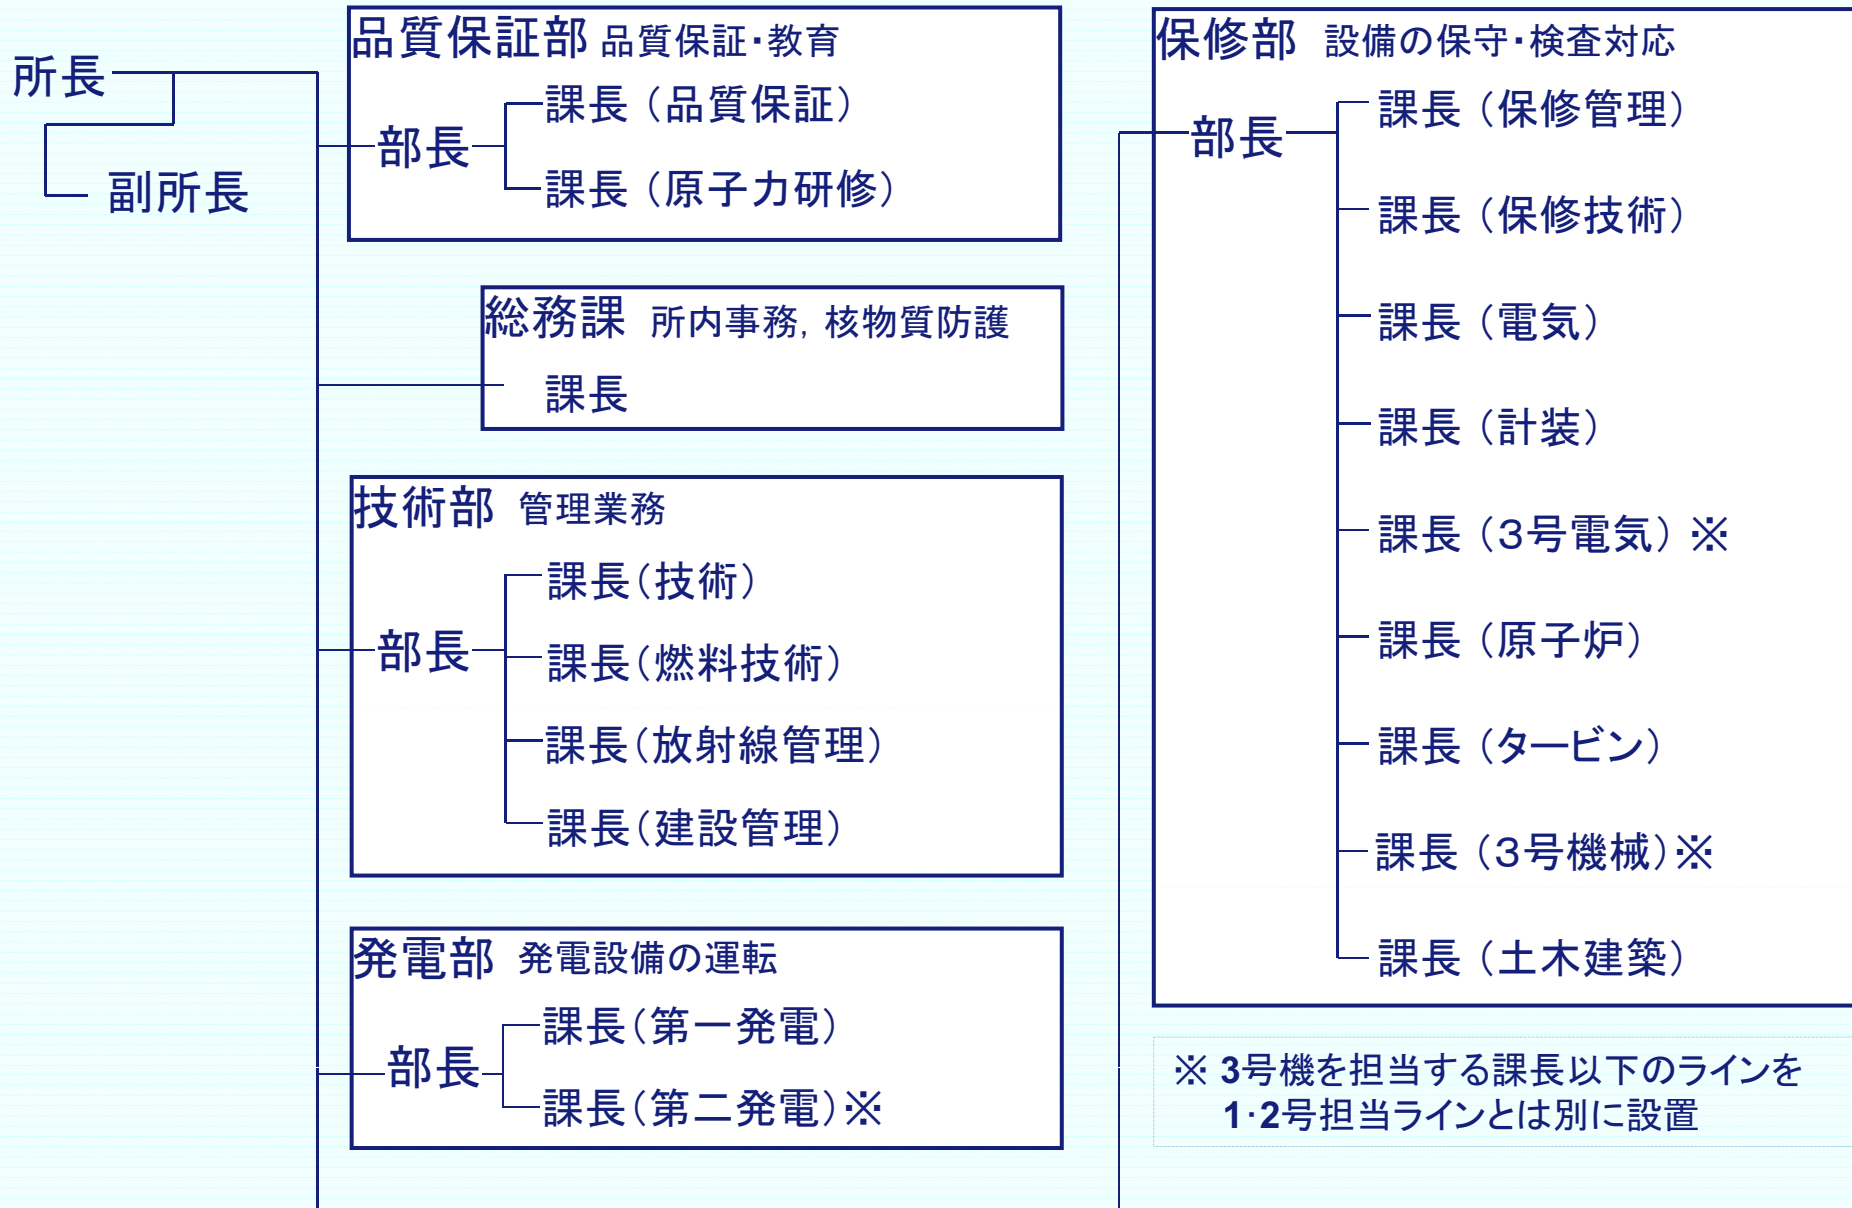 所長
副所長
品質保証部 品質保証・教育
部長
課長（品質保証）
課長（原子力研修）
総務課 所内事務，核物質防護
課長
技術部 管理業務
部長
課長（技術）
課長（燃料技術）
課長（放射線管理）
課長（建設管理）
発電部 発電設備の運転
部長
課長（第一発電）
課長（第二発電）※
保修部 設備の保守・検査対応
部長
課長（保修管理）
課長（保修技術）
課長（電気）
課長（計装）
課長（３号電気）※
課長（原子炉）
課長（タービン）
課長（３号機械）※
課長（土木建築）
※ 3号機を担当する課長以下のラインを
1・2号担当ラインとは別に設置